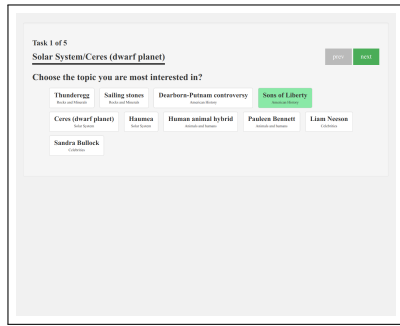 Task 1 of 5
Solar System/Ceres (dwarf planet)
prev next
Choose the topic you are most interested in?
Thunderegg Sailing stones Dearborn-Putnam controversy Sons of Liberty
Rocks and Minerals Rocks and Minerals American History American History
Ceres (dwarf planet) Haumea Human animal hybrid Pauleen Bennett Liam Neeson
Solar System Solar System Animals and humans Animals and humans Celebrities
Sandra Bullock
Celebrities